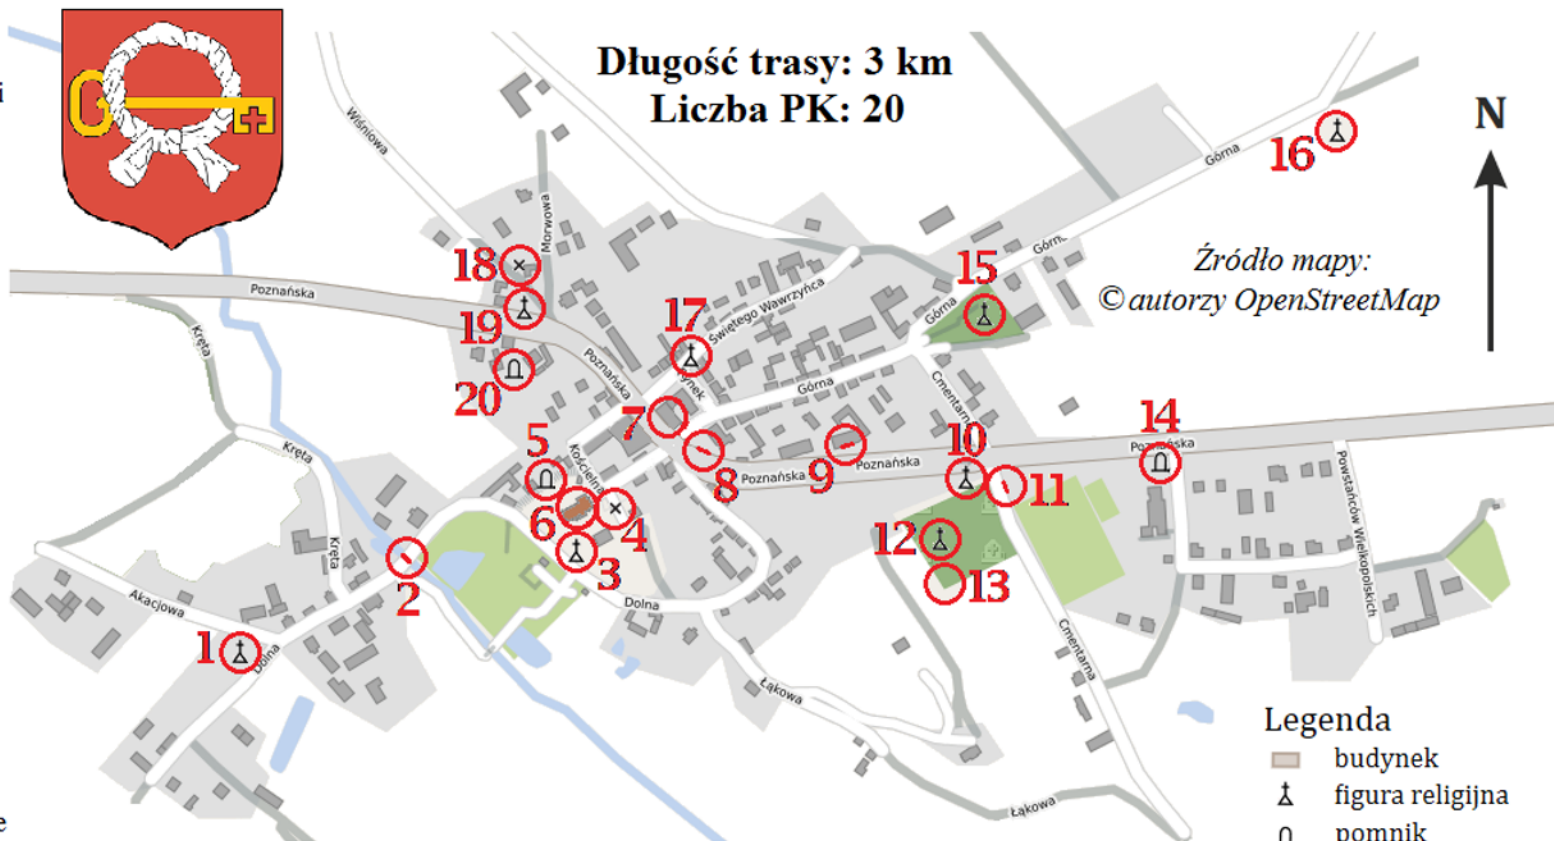 i
Długość trasy: 3 km
Liczba PK: 20
N
Wiśniowa
16
Górna
Morwowa
18
Górna
15
Źródło mapy:
© autorzy OpenStreetMap
Poznańska
19
17
Świętego Wawrzyńca
Górna
Kręta
Poznańska
20
Górna
Cmentarna
7
14
Poznańska
5
Kościelna
10
Kręta
8
Poznańska
9
Poznańska
11
Powstańców Wielkopolskich
6
4
12
Kręta
2
3
13
Akacjowa
Dolna
1
Dolna
Cmentarna
Łąkowa
Legenda
budynek
figura religijna
Łąkowa
pomnik
e